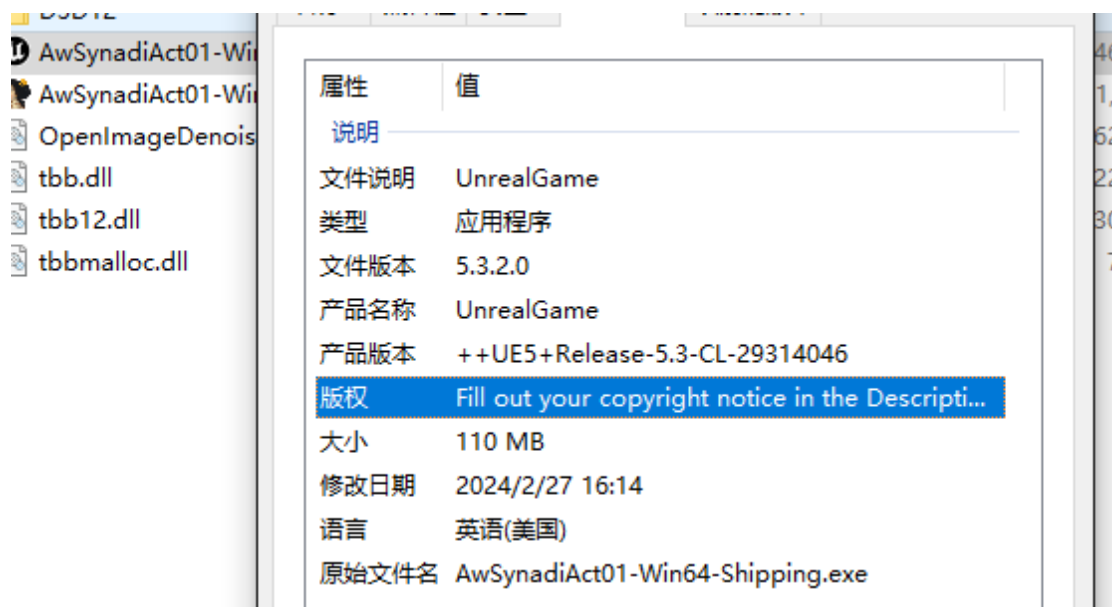 AwSynadiAct01-Wi
AwSynadiAct01-Wi
OpenImageDenois
tbb.dll
tbb12.dll
tbbmalloc.dll
属性 值
说明
文件说明 UnrealGame
类型 应用程序
文件版本 5.3.2.0
产品名称 UnrealGame
产品版本 ++UE5+Release-5.3-CL-29314046
版权 Fill out your copyright notice in the Descripti...
大小 110 MB
修改日期 2024/2/27 16:14
语言 英语(美国)
原始文件名 AwSynadiAct01-Win64-Shipping.exe